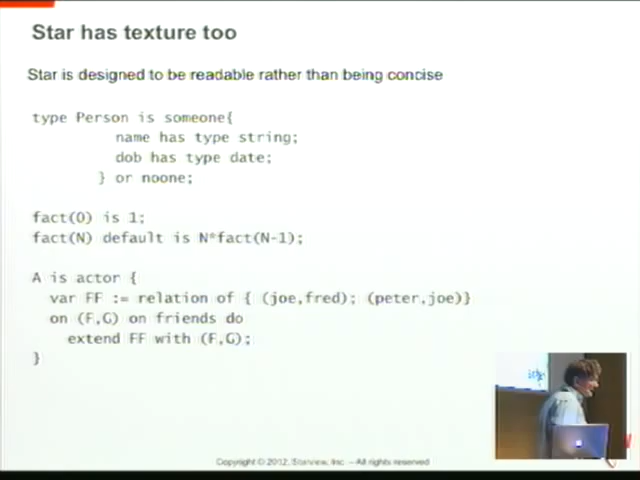 Star has texture too
Star is designed to be readable rather than being concise
type Person is someone{
name has type string;
dob has type date;
} or noone;
fact(0) is 1;
fact(N) default is N*fact(N-1);
A is actor {
var FF := relation of { (joe,fred); (peter,joe)}
on (F,G) on friends do
extend FF with (F,G);
}
Copyright © 2012, Starview, Inc. – All rights reserved